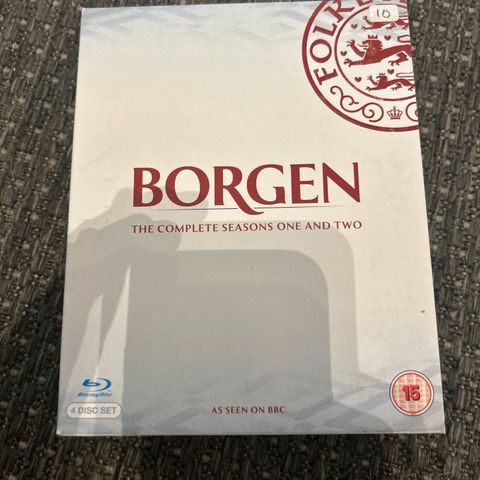 10
FOLKE
BORGEN
THE COMPLETE SEASONS ONE AND TWO
Blu-ray Disc
4 DISC SET
AS SEEN ON BBC
15